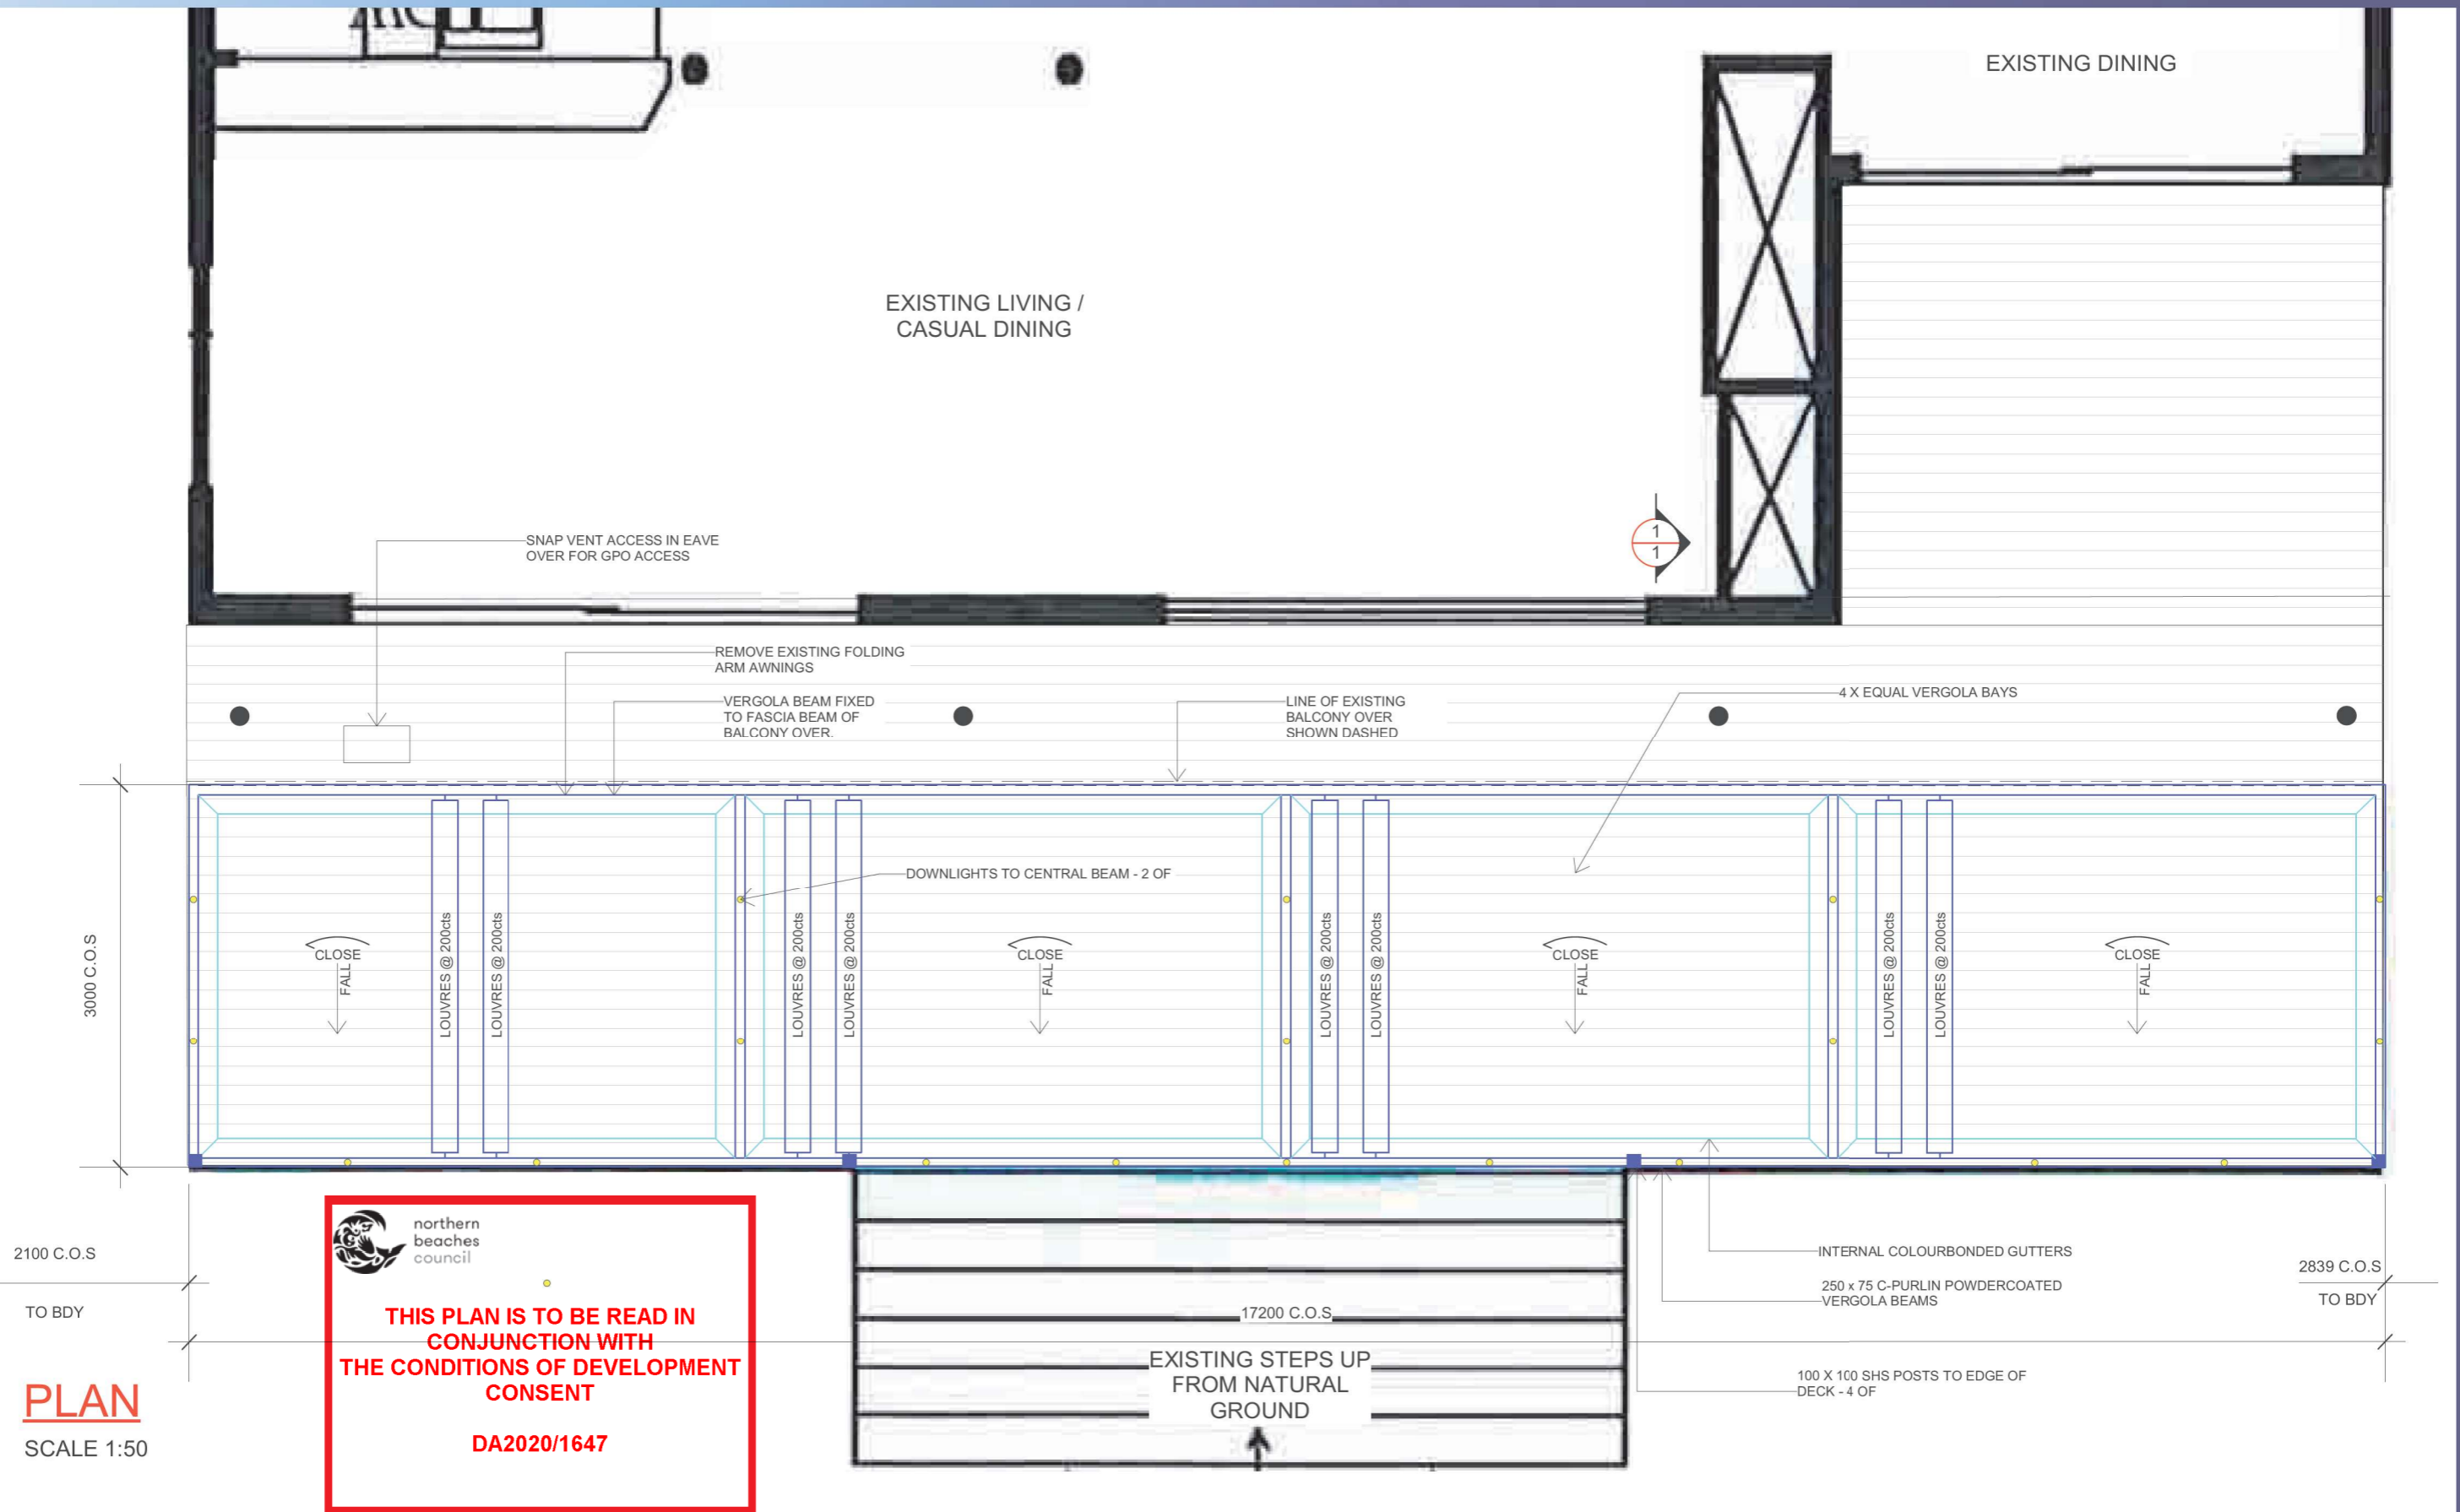 EXISTING DINING
EXISTING LIVING /
CASUAL DINING
1
1
SNAP VENT ACCESS IN EAVE
OVER FOR GPO ACCESS
REMOVE EXISTING FOLDING
ARM AWNINGS
VERGOLA BEAM FIXED
TO FASCIA BEAM OF
BALCONY OVER.
LINE OF EXISTING
BALCONY OVER
SHOWN DASHED
4 X EQUAL VERGOLA BAYS
DOWNLIGHTS TO CENTRAL BEAM - 2 OF
3000 C.O.S
CLOSE
FALL
LOUVRES @ 200cts
LOUVRES @ 200cts
LOUVRES @ 200cts
LOUVRES @ 200cts
CLOSE
FALL
LOUVRES @ 200cts
LOUVRES @ 200cts
CLOSE
FALL
LOUVRES @ 200cts
LOUVRES @ 200cts
CLOSE
FALL
2100 C.O.S
TO BDY
northern
beaches
council
THIS PLAN IS TO BE READ IN
CONJUNCTION WITH
THE CONDITIONS OF DEVELOPMENT
CONSENT
DA2020/1647
17200 C.O.S
EXISTING STEPS UP
FROM NATURAL
GROUND
INTERNAL COLOURBONDED GUTTERS
250 x 75 C-PURLIN POWDERCOATED
VERGOLA BEAMS
100 X 100 SHS POSTS TO EDGE OF
DECK - 4 OF
2839 C.O.S
TO BDY
PLAN
SCALE 1:50